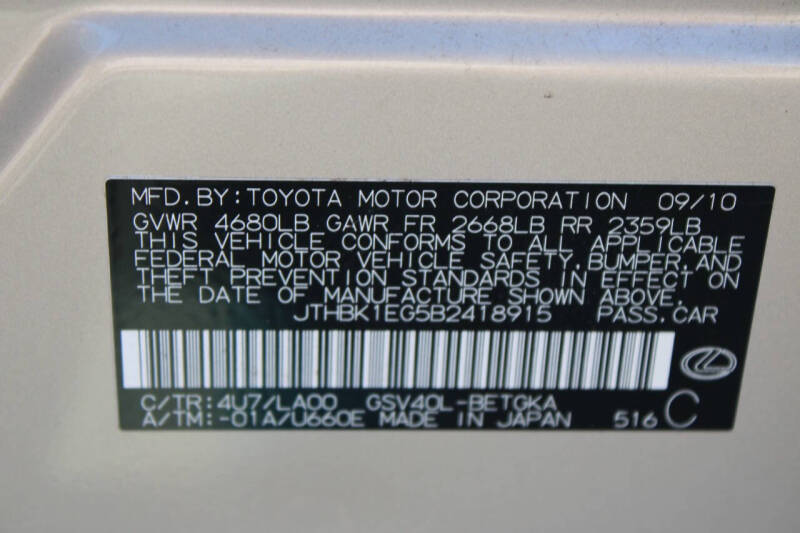 MFD.BY:TOYOTA MOTOR CORPORATION 09/10
GVWR 4680LB GAWR FR 2668LB RR 2359LB
THIS VEHICLE CONFORMS TO ALL APPLICABLE
FEDERAL MOTOR VEHICLE SAFETY,BUMPER,AND
THEFT PREVENTION STANDARDS IN EFFECT ON
THE DATE OF MANUFACTURE SHOWN ABOVE.
JTHBK1EG5B2418915 PASS.CAR
C/TR:4U7/LA00 GSV40L-BETGKA
A/TM:-01A/U660E MADE IN JAPAN 516 C